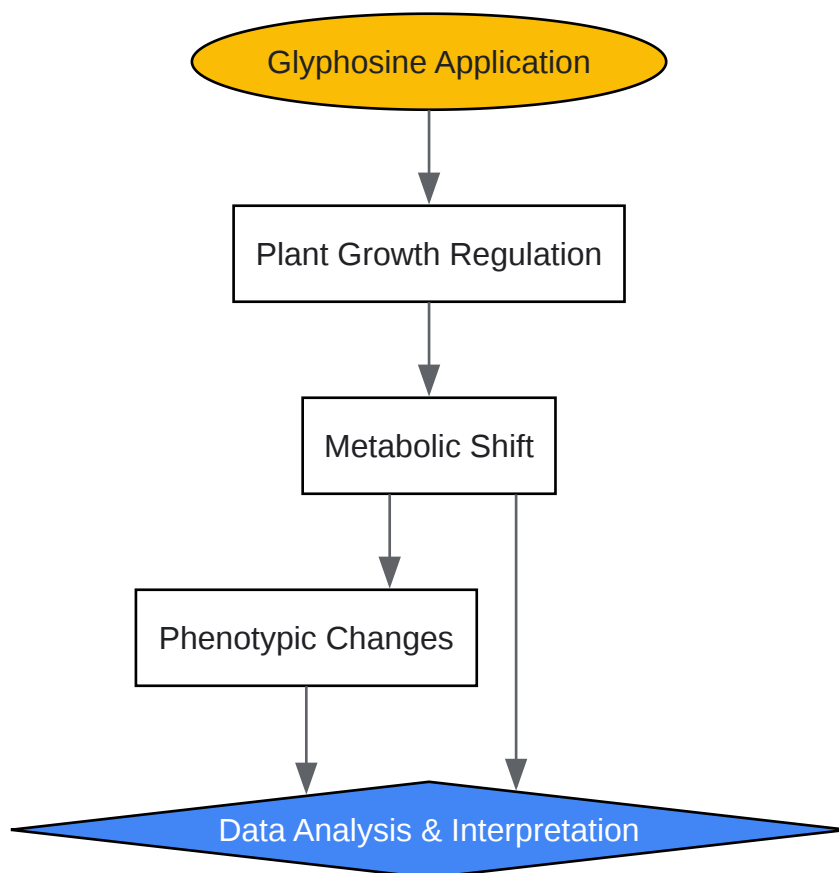 Glyphosine Application
Plant Growth Regulation
Metabolic Shift
Phenotypic Changes
Data Analysis & Interpretation